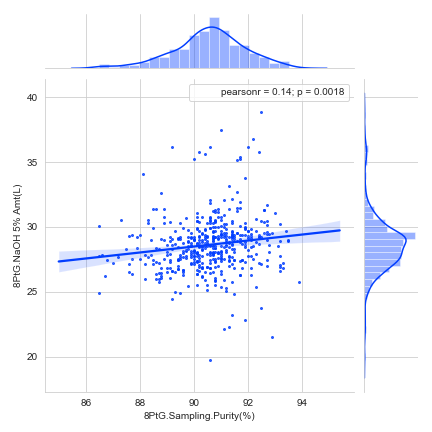 pearsonr = 0.14; p = 0.0018
40
35
30
25
20
8PtG.NaOH 5% Amt(L)
86 88 90 92 94
8PtG.Sampling.Purity(%)